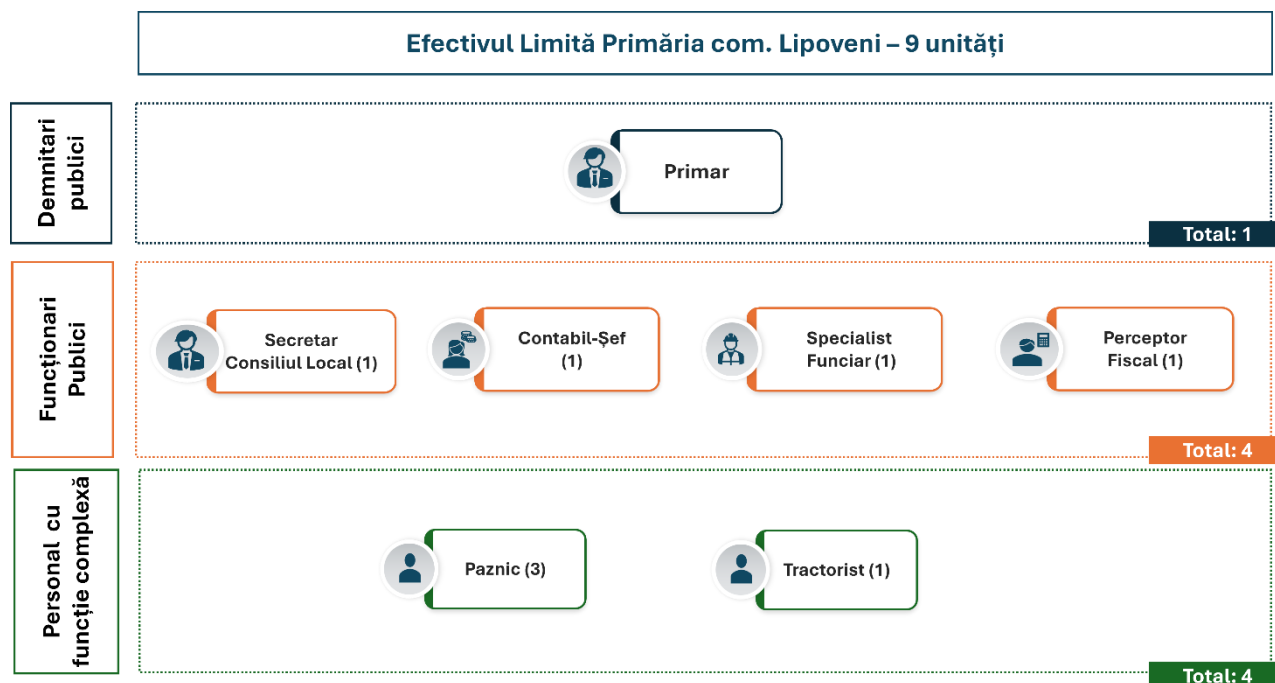 Efectivul Limită Primăria com. Lipoveni – 9 unități
Demnitari
publici
Primar
Total: 1
Funcționari
Publici
Secretar
Consiliul Local (1)
Contabil-Șef
(1)
Specialist
Funciar (1)
Perceptor
Fiscal (1)
Total: 4
Personal cu
funcție complexă
Paznic (3)
Tractorist (1)
Total: 4